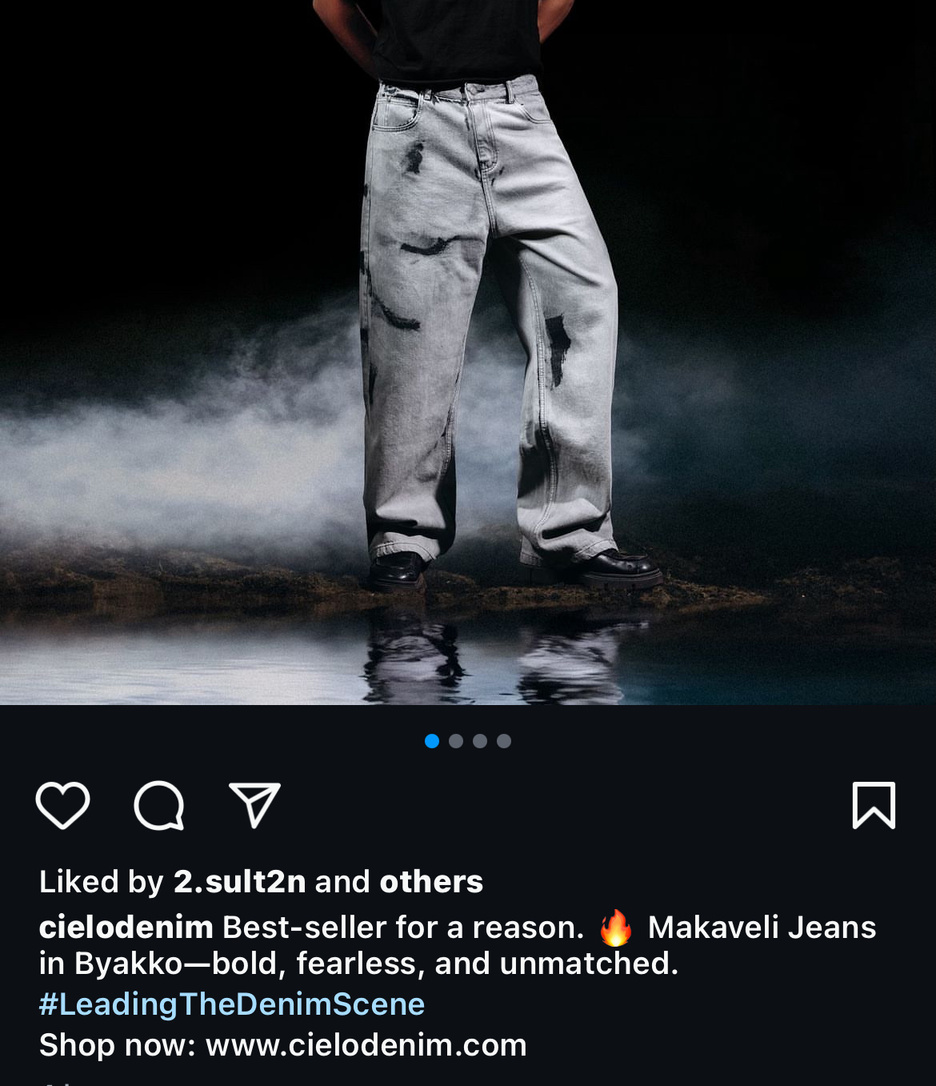 Liked by 2.sult2n and others
cielodenim Best-seller for a reason. 🔥 Makaveli Jeans
in Byakko—bold, fearless, and unmatched.
#LeadingTheDenimScene
Shop now: www.cielodenim.com